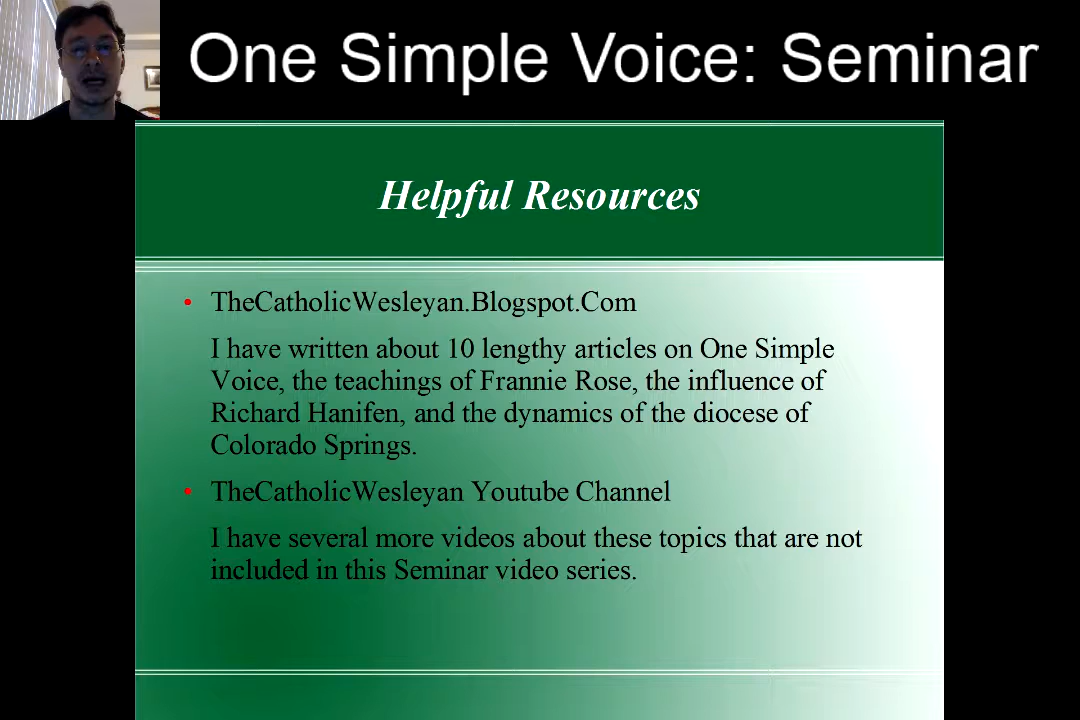 One Simple Voice: Seminar
Helpful Resources
• TheCatholicWesleyan.Blogspot.Com
I have written about 10 lengthy articles on One Simple
Voice, the teachings of Frannie Rose, the influence of
Richard Hanifen, and the dynamics of the diocese of
Colorado Springs.
• TheCatholicWesleyan Youtube Channel
I have several more videos about these topics that are not
included in this Seminar video series.